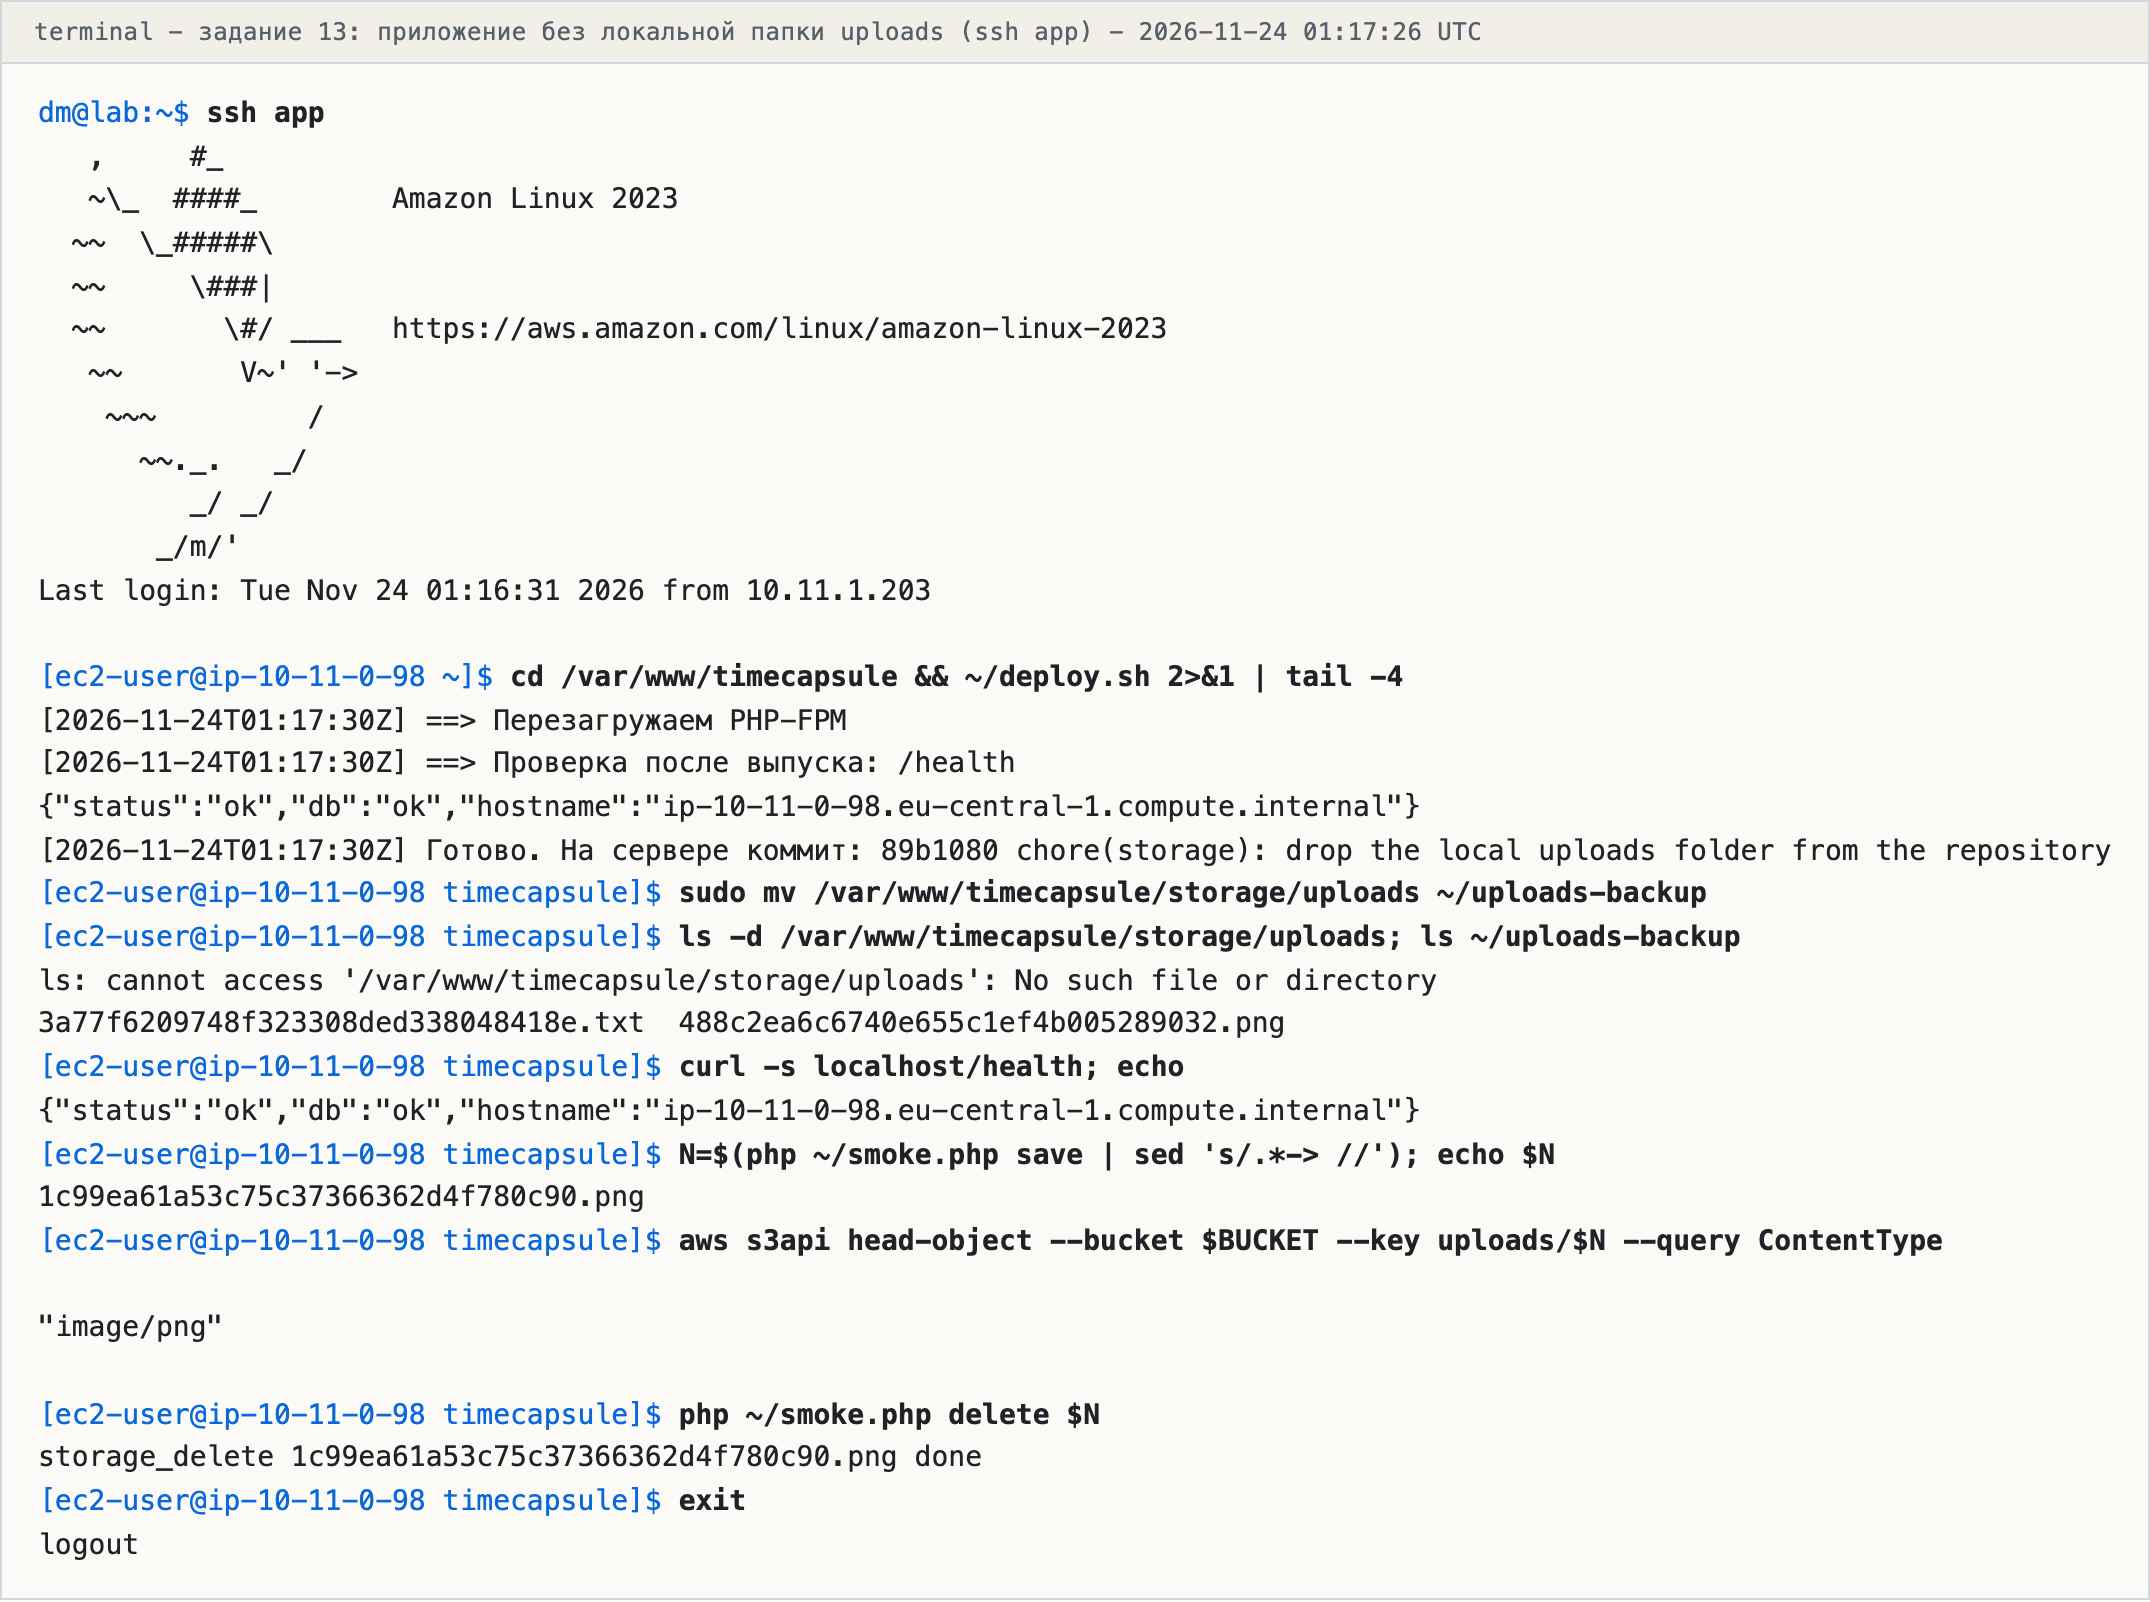 terminal — задание 13: приложение без локальной папки uploads (ssh app) — 2026-11-24 01:17:26 UTC
dm@lab:~$ ssh app
   ,     #_
   ~\_  ####_        Amazon Linux 2023
  ~~  \_#####\
  ~~     \###|
  ~~       \#/ ___   https://aws.amazon.com/linux/amazon-linux-2023
   ~~       V~' '->
    ~~~         /
      ~~._.   _/
         _/ _/
       _/m/'
Last login: Tue Nov 24 01:16:31 2026 from 10.11.1.203
[ec2-user@ip-10-11-0-98 ~]$ cd /var/www/timecapsule && ~/deploy.sh 2>&1 | tail -4
[2026-11-24T01:17:30Z] ==> Перезагружаем PHP-FPM
[2026-11-24T01:17:30Z] ==> Проверка после выпуска: /health
{"status":"ok","db":"ok","hostname":"ip-10-11-0-98.eu-central-1.compute.internal"}
[2026-11-24T01:17:30Z] Готово. На сервере коммит: 89b1080 chore(storage): drop the local uploads folder from the repository
[ec2-user@ip-10-11-0-98 timecapsule]$ sudo mv /var/www/timecapsule/storage/uploads ~/uploads-backup
[ec2-user@ip-10-11-0-98 timecapsule]$ ls -d /var/www/timecapsule/storage/uploads; ls ~/uploads-backup
ls: cannot access '/var/www/timecapsule/storage/uploads': No such file or directory
3a77f6209748f323308ded338048418e.txt  488c2ea6c6740e655c1ef4b005289032.png
[ec2-user@ip-10-11-0-98 timecapsule]$ curl -s localhost/health; echo
{"status":"ok","db":"ok","hostname":"ip-10-11-0-98.eu-central-1.compute.internal"}
[ec2-user@ip-10-11-0-98 timecapsule]$ N=$(php ~/smoke.php save | sed 's/.*-> //'); echo $N
1c99ea61a53c75c37366362d4f780c90.png
[ec2-user@ip-10-11-0-98 timecapsule]$ aws s3api head-object --bucket $BUCKET --key uploads/$N --query ContentType
"image/png"
[ec2-user@ip-10-11-0-98 timecapsule]$ php ~/smoke.php delete $N
storage_delete 1c99ea61a53c75c37366362d4f780c90.png done
[ec2-user@ip-10-11-0-98 timecapsule]$ exit
logout